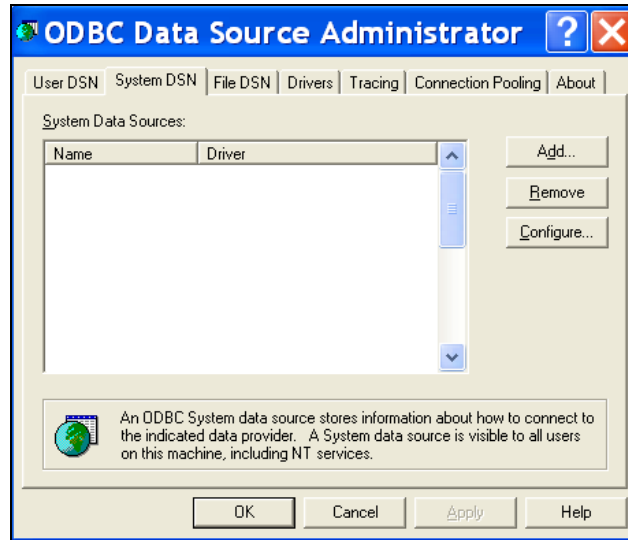 ODBC Data Source Administrator
User DSN System DSN File DSN Drivers Tracing Connection Pooling About
System Data Sources:
Name Driver
Add...
Remove
Configure...
An ODBC System data source stores information about how to connect to
the indicated data provider. A System data source is visible to all users
on this machine, including NT services.
OK Cancel Apply Help